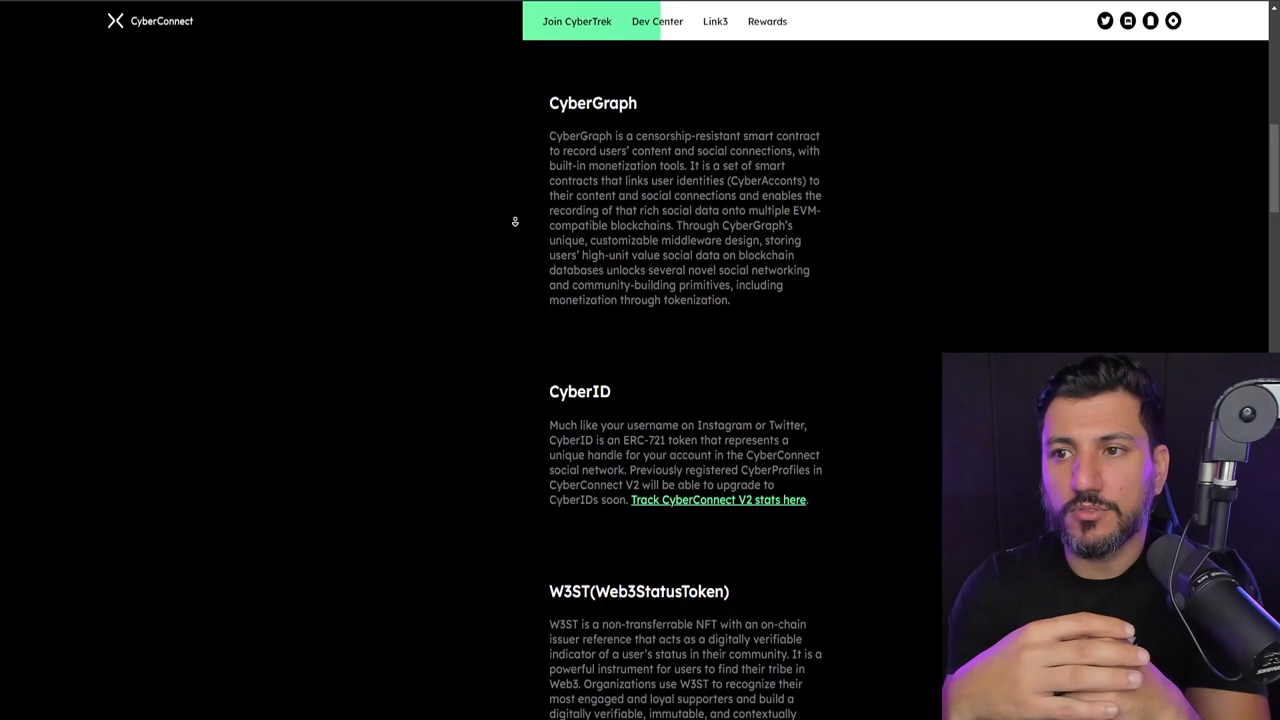 CyberConnect
Join CyberTrek
Dev Center
Link3
Rewards
CyberGraph
CyberGraph is a censorship-resistant smart contract
to record users' content and social connections, with
built-in monetization tools. It is a set of smart
contracts that links user identities (CyberAcconts) to
their content and social connections and enables the
recording of that rich social data onto multiple EVM-
compatible blockchains. Through CyberGraph's
unique, customizable middleware design, storing
users' high-unit value social data on blockchain
databases unlocks several novel social networking
and community-building primitives, including
monetization through tokenization.
CyberID
Much like your username on Instagram or Twitter,
CyberID is an ERC-721 token that represents a
unique handle for your account in the CyberConnect
social network. Previously registered CyberProfiles in
CyberConnect V2 will be able to upgrade to
CyberIDs soon. Track CyberConnect V2 stats here.
W3ST(Web3StatusToken)
W3ST is a non-transferrable NFT with an on-chain
issuer reference that acts as a digitally verifiable
indicator of a user's status in their community. It is a
powerful instrument for users to find their tribe in
Web3. Organizations use W3ST to recognize their
most engaged and loyal supporters and build a
digitally verifiable, immutable, and contextually